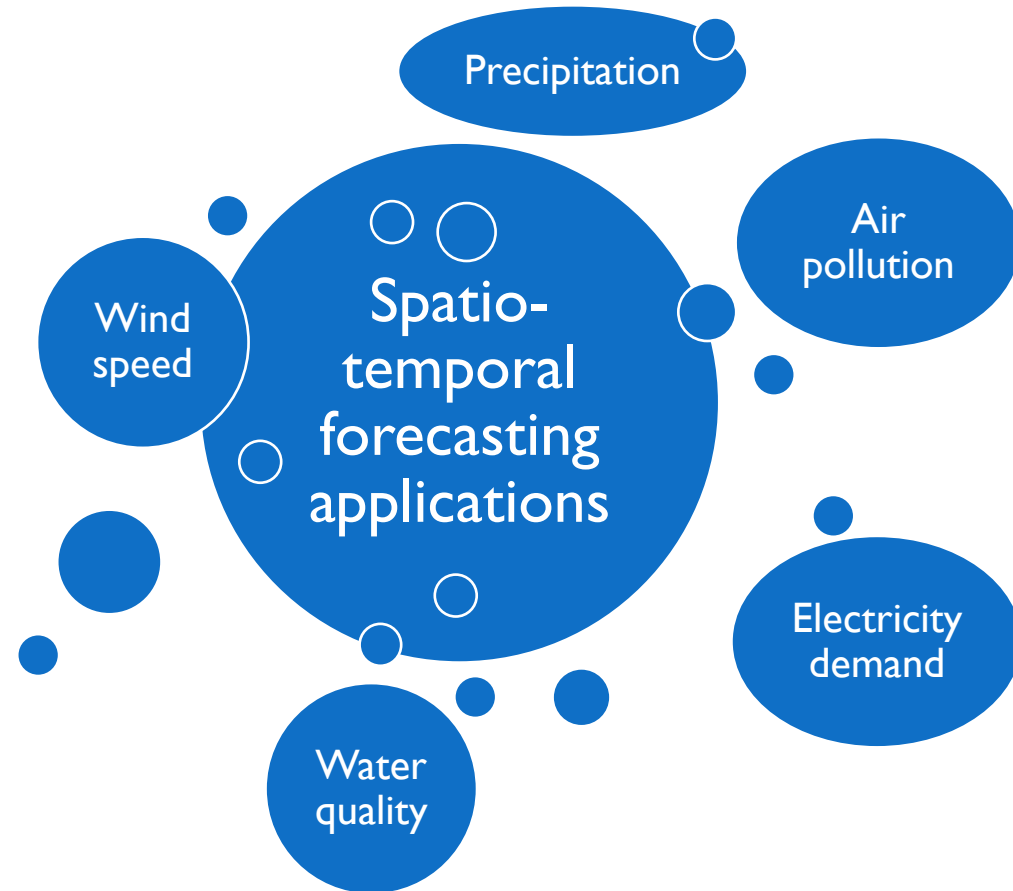 Precipitation
Air
pollution
Wind
speed
Spatio-
temporal
forecasting
applications
Electricity
demand
Water
quality